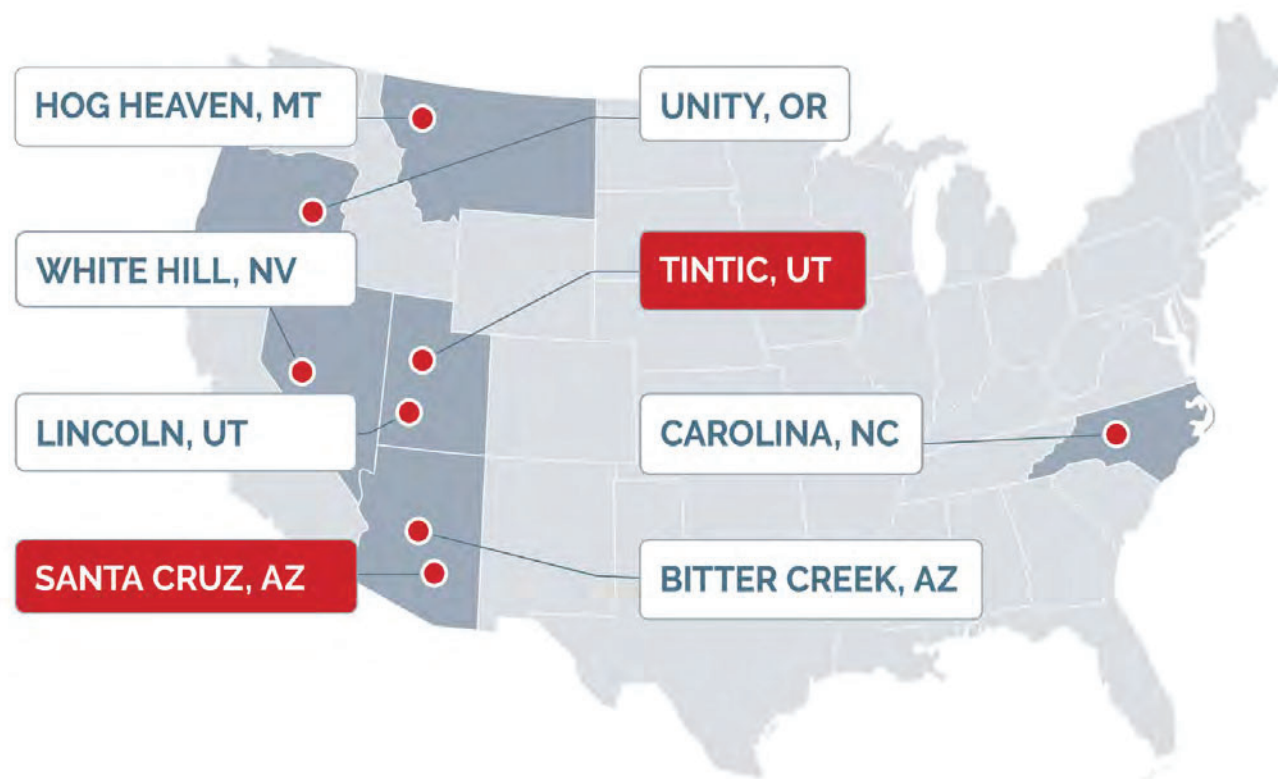 HOG HEAVEN, MT
UNITY, OR
WHITE HILL, NV
TINTIC, UT
LINCOLN, UT
CAROLINA, NC
SANTA CRUZ, AZ
BITTER CREEK, AZ